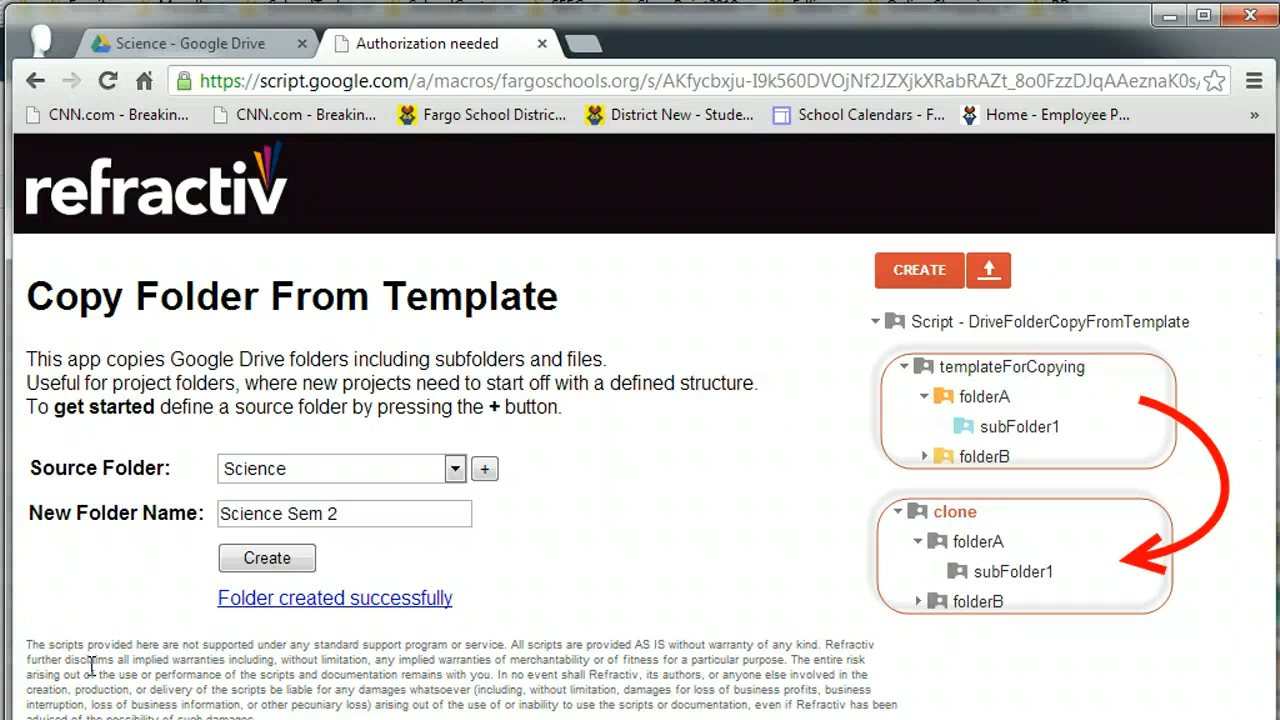 Science - Google Drive
Authorization needed
https://script.google.com/a/macros/fargoschools.org/s/AKfycbxju-I9k560DVOjNf2JZXjkXRabRAZt_8o0FzzDJqAAeznaK0s/
CNN.com - Breakin...
CNN.com - Breakin...
Fargo School Distric...
District New - Stude...
School Calendars - F...
Home - Employee P...
»
refractiv
Copy Folder From Template
This app copies Google Drive folders including subfolders and files.
Useful for project folders, where new projects need to start off with a defined structure.
To get started define a source folder by pressing the + button.
Source Folder: Science +
New Folder Name: Science Sem 2
Create
Folder created successfully
CREATE
Script - DriveFolderCopyFromTemplate
templateForCopying
folderA
subFolder1
folderB
clone
folderA
subFolder1
folderB
The scripts provided here are not supported under any standard support program or service. All scripts are provided AS IS without warranty of any kind. Refractiv
further disclaims all implied warranties including, without limitation, any implied warranties of merchantability or of fitness for a particular purpose. The entire risk
arising out of the use or performance of the scripts and documentation remains with you. In no event shall Refractiv, its authors, or anyone else involved in the
creation, production, or delivery of the scripts be liable for any damages whatsoever (including, without limitation, damages for loss of business profits, business
interruption, loss of business information, or other pecuniary loss) arising out of the use of or inability to use the scripts or documentation, even if Refractiv has been
advised of the possibility of such damages.